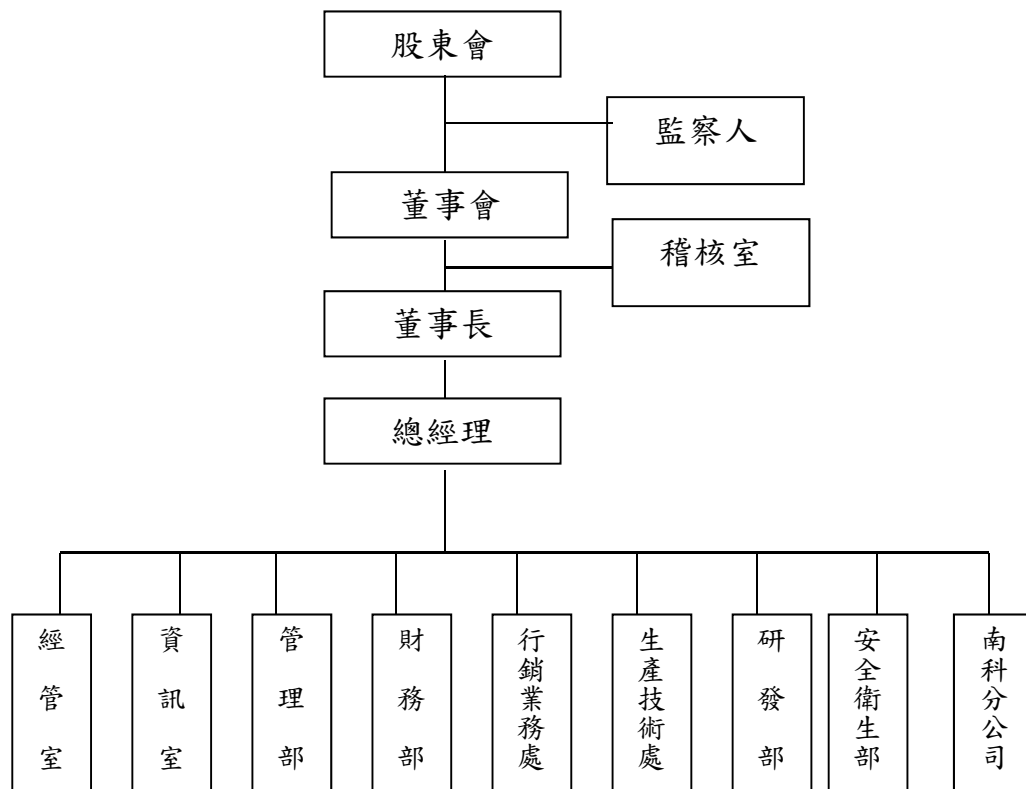 股東會
監察人
董事會
稽核室
董事長
總經理
經管室
資訊室
管理部
財務部
行銷業務處
生產技術處
研發部
安全衛生部
南科分公司